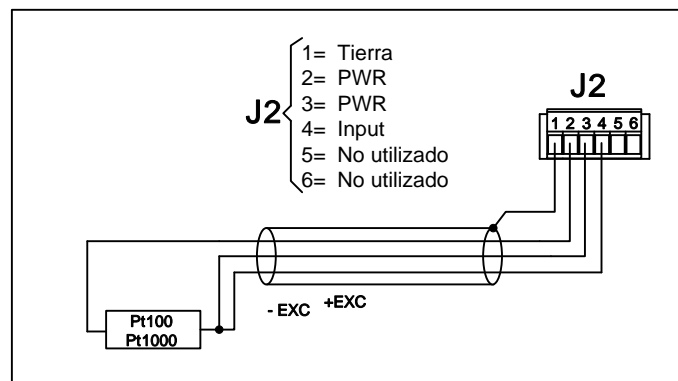 J2
1= Tierra
2= PWR
3= PWR
4= Input
5= No utilizado
6= No utilizado
J2
1 2 3 4 5 6
- EXC +EXC
Pt100
Pt1000